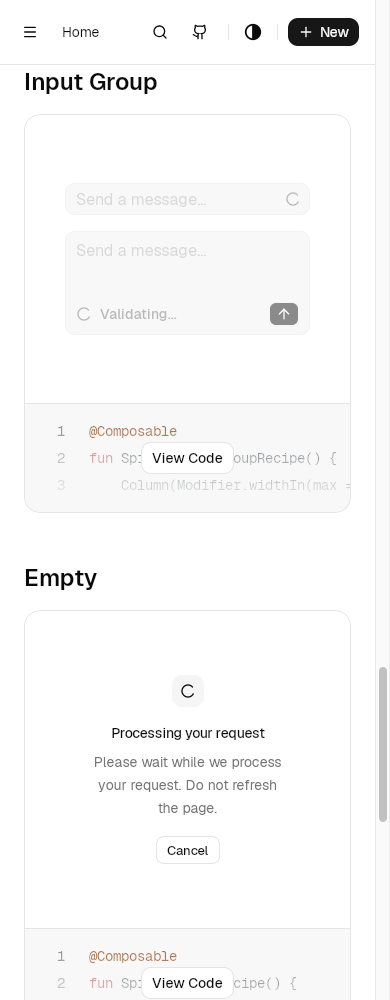 Home
New
Input Group
Send a message...
Send a message...
Validating...
1 @Composable
2 fun Spi View Code oupRecipe() {
3 Column(Modifier.widthIn(max =
Empty
Processing your request
Please wait while we process
your request. Do not refresh
the page.
Cancel
1 @Composable
2 fun Spi View Code cipe() {